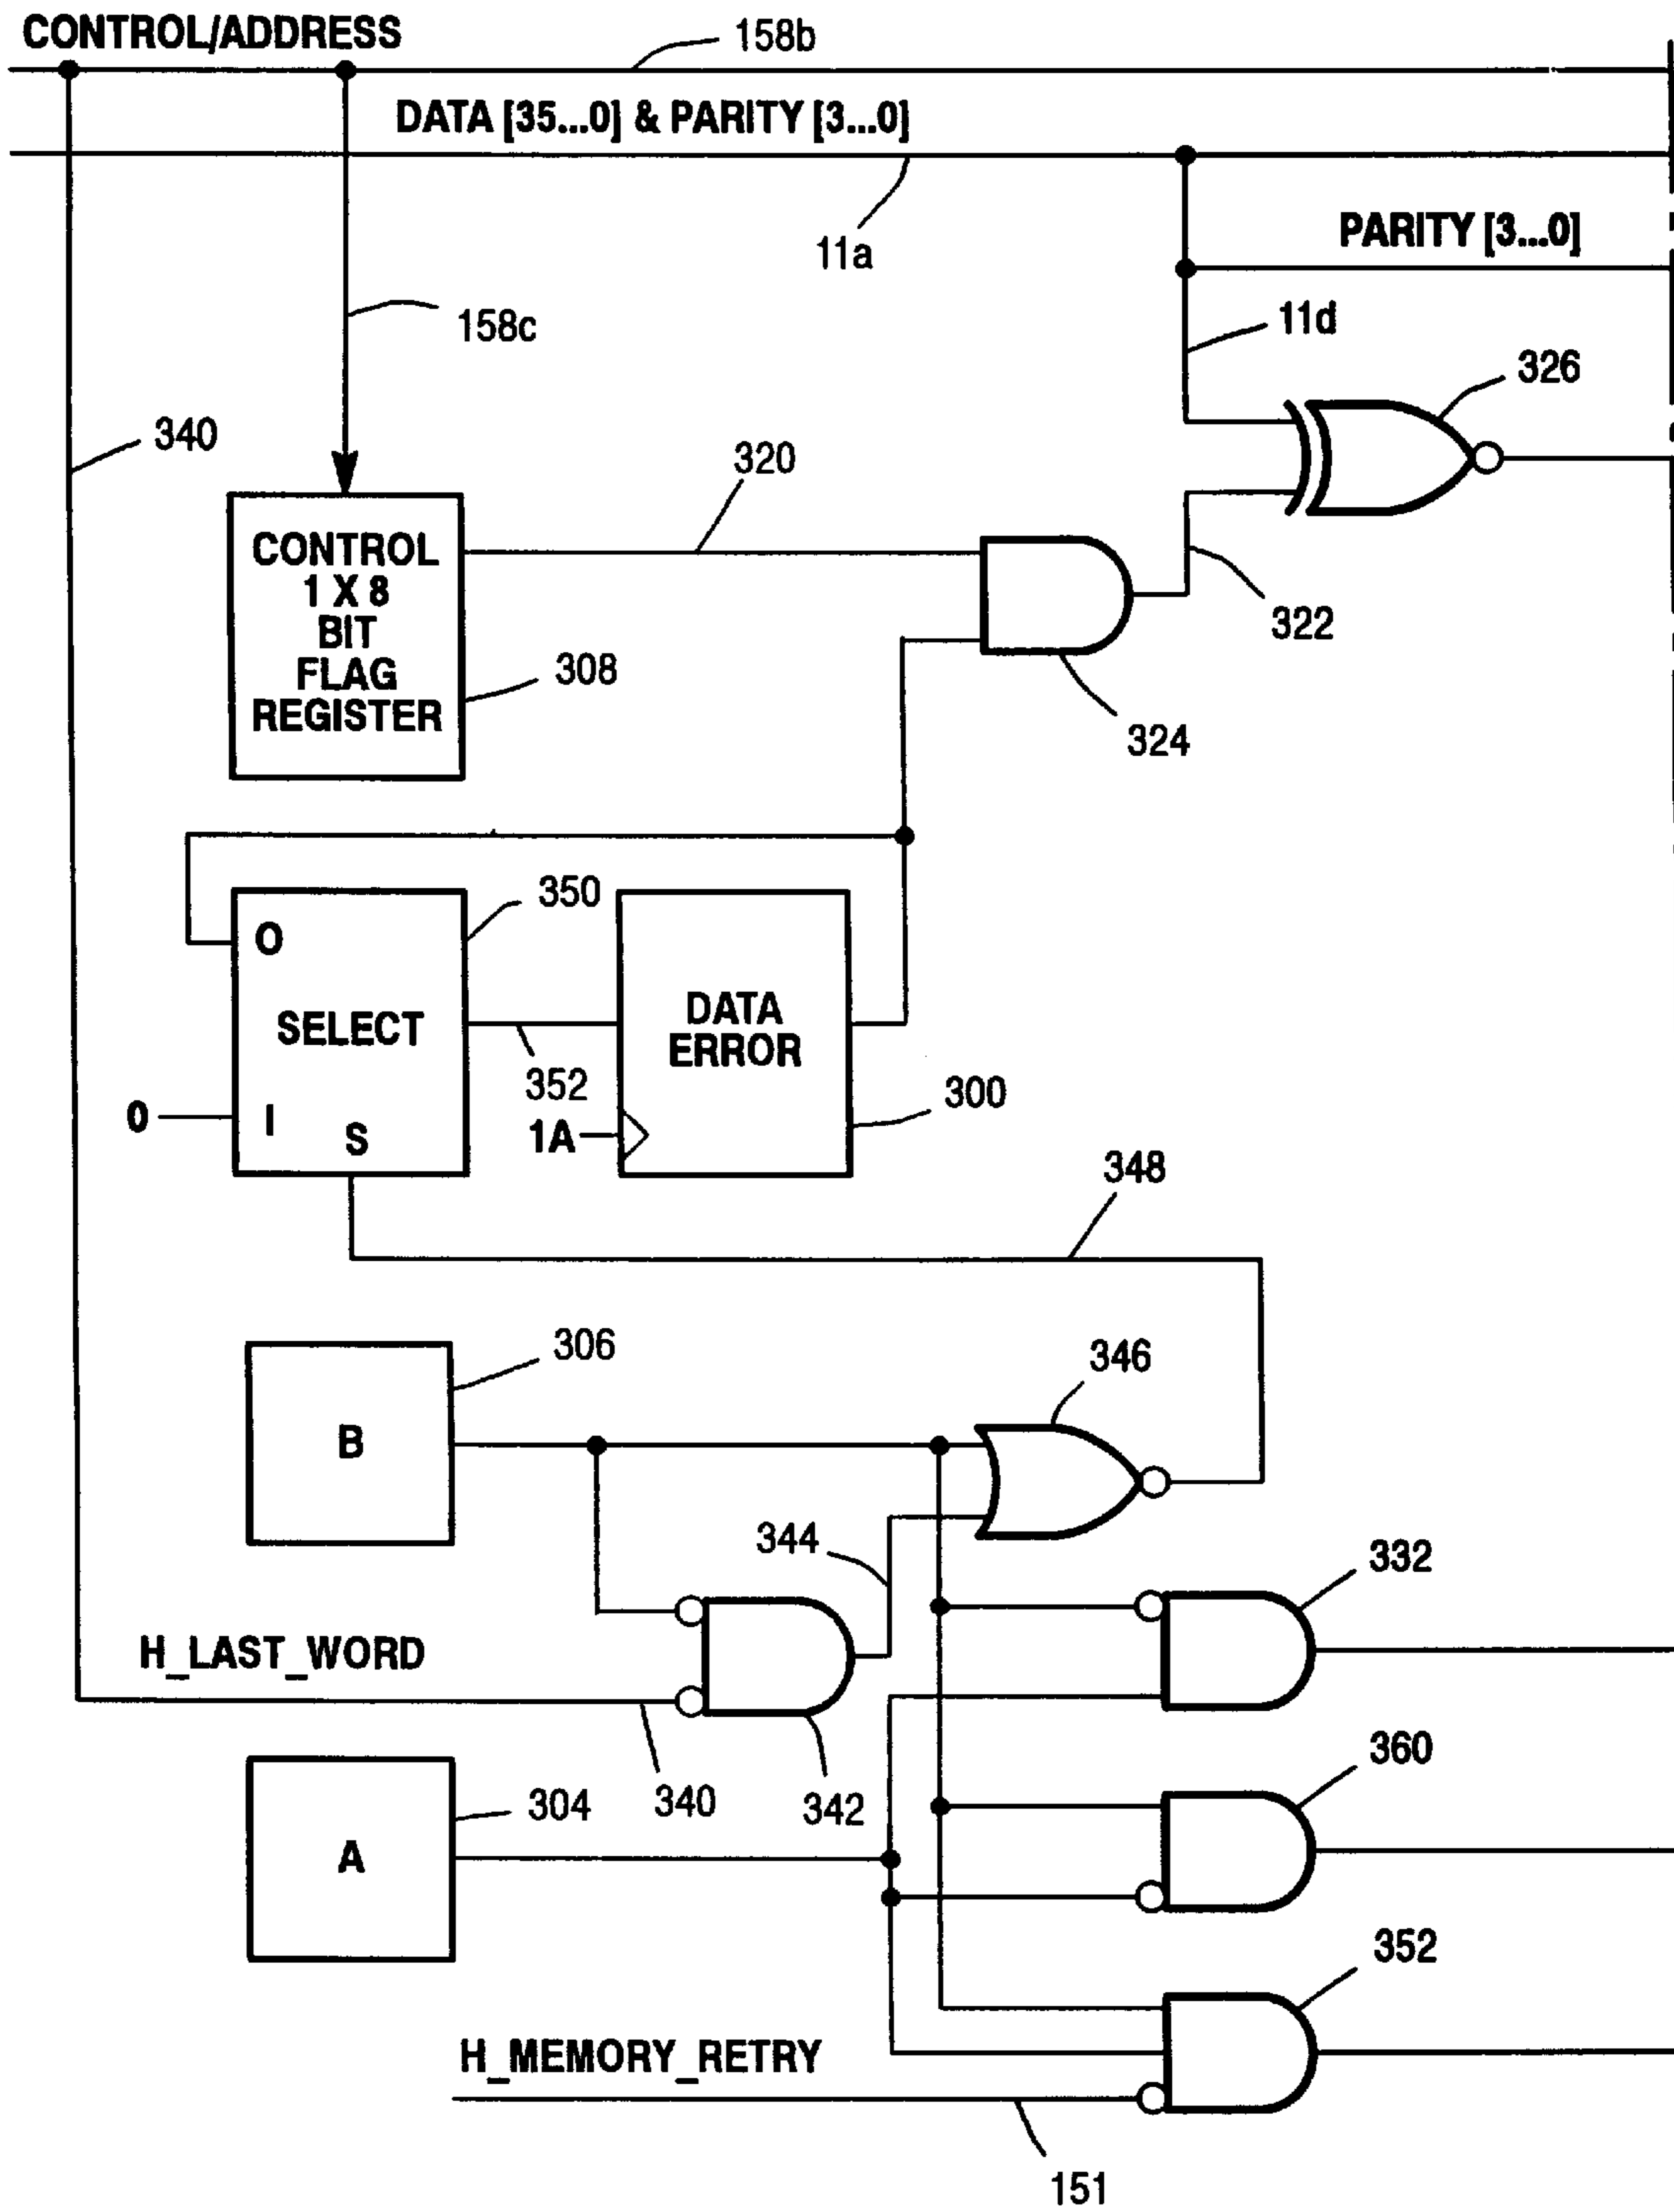 CONTROL/ADDRESS
158b
DATA [35...0] & PARITY [3...0]
11a
PARITY [3...0]
158c
11d
326
340
320
CONTROL
1 X 8
BIT
FLAG
REGISTER
308
322
324
350
O
SELECT
DATA
ERROR
352
300
0
I
S
1A
348
306
346
B
344
332
H_LAST_WORD
360
304
340
342
A
352
H_MEMORY_RETRY
151